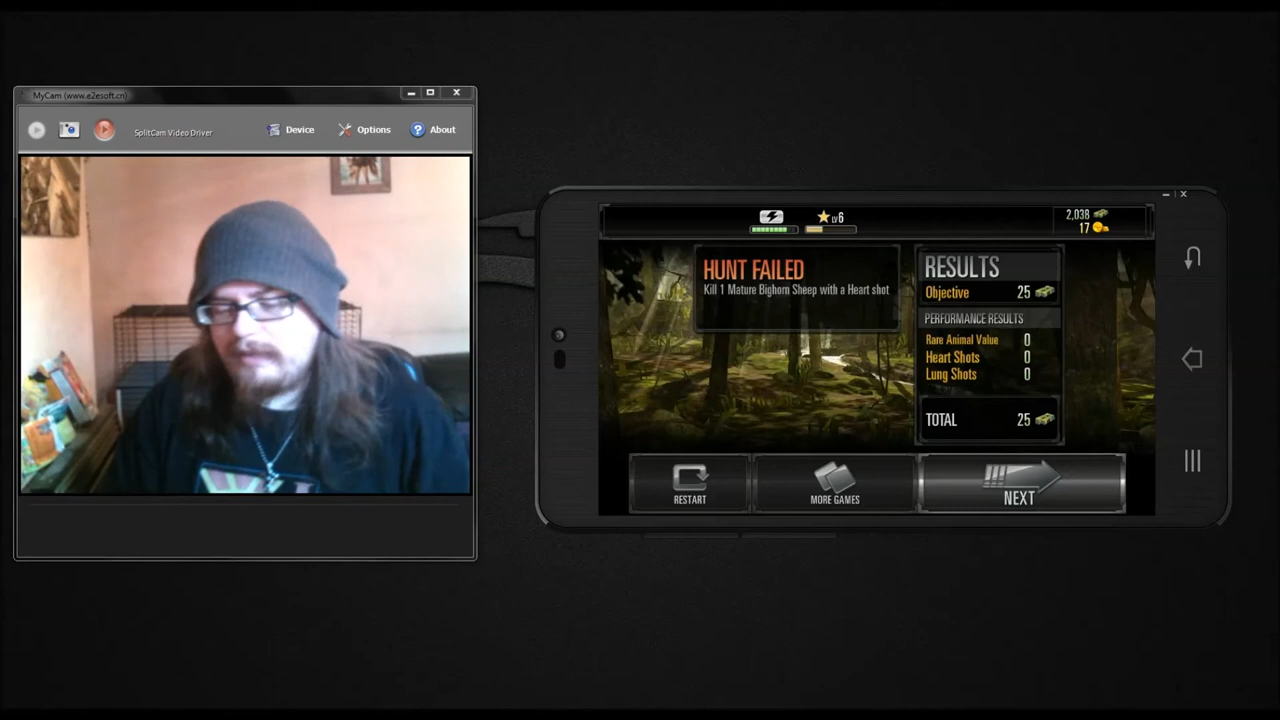 MyCam (www.e2esoft.cn)
SplitCam Video Driver
Device
Options
? About
LV6
2,038
17
HUNT FAILED
Kill 1 Mature Bighorn Sheep with a Heart shot
RESULTS
Objective 25
PERFORMANCE RESULTS
Rare Animal Value 0
Heart Shots 0
Lung Shots 0
TOTAL 25
RESTART
MORE GAMES
NEXT